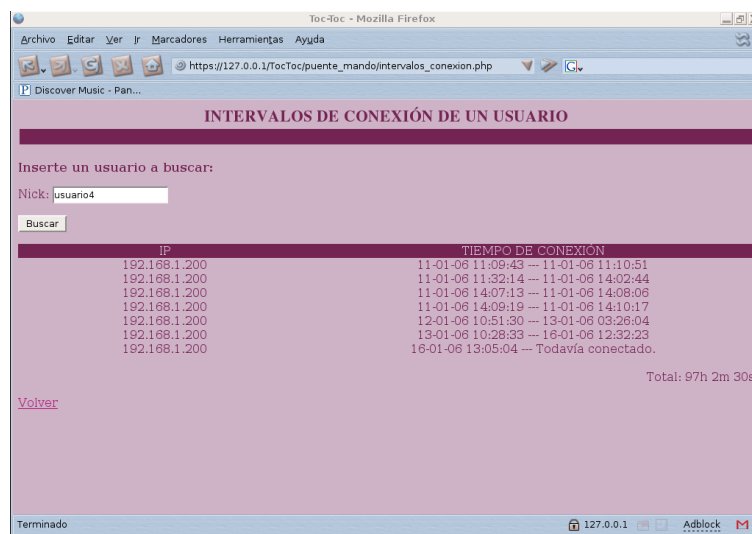 Toc-Toc - Mozilla Firefox
Archivo Editar Ver Ir Marcadores Herramientas Ayuda
https://127.0.0.1/TocToc/puente_mando/intervalos_conexion.php G
P Discover Music - Pan...
INTERVALOS DE CONEXIÓN DE UN USUARIO
Inserte un usuario a buscar:
Nick: usuario4
Buscar
IP TIEMPO DE CONEXIÓN
192.168.1.200 11-01-06 11:09:43 --- 11-01-06 11:10:51
192.168.1.200 11-01-06 11:32:14 --- 11-01-06 14:02:44
192.168.1.200 11-01-06 14:07:13 --- 11-01-06 14:08:06
192.168.1.200 11-01-06 14:09:19 --- 11-01-06 14:10:17
192.168.1.200 12-01-06 10:51:30 --- 13-01-06 03:26:04
192.168.1.200 13-01-06 10:28:33 --- 16-01-06 12:32:23
192.168.1.200 16-01-06 13:05:04 --- Todavía conectado.
Total: 97h 2m 30s
Volver
Terminado 127.0.0.1 Adblock